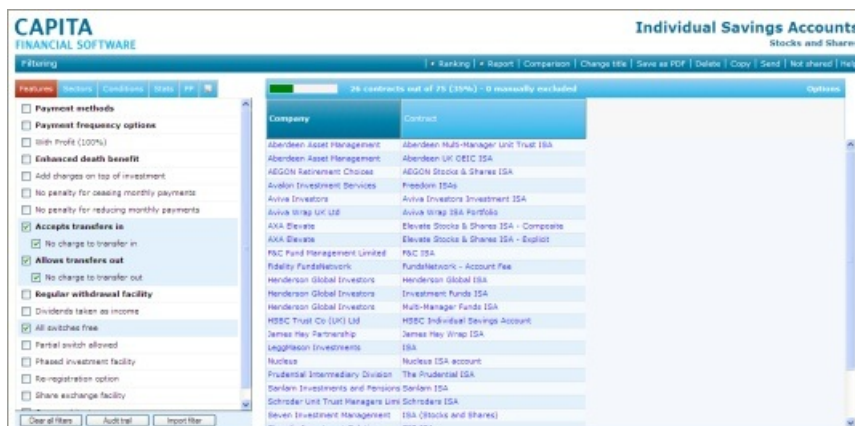 CAPITA
FINANCIAL SOFTWARE
Individual Savings Accounts
Stocks and Share
Filtering
• Ranking | • Report | Comparison | Change title | Save as PDF | Delete | Copy | Send | Not shared | Help
Features Sectors Conditions Stats PP
26 contracts out of 75 (35%) - 0 manually excluded Options
Payment methods
Payment frequency options
With Profit (100%)
Enhanced death benefit
Add charges on top of investment
No penalty for ceasing monthly payments
No penalty for reducing monthly payments
Accepts transfers in
No charge to transfer in
Allows transfers out
No charge to transfer out
Regular withdrawal facility
Dividends taken as income
All switches free
Partial switch allowed
Phased investment facility
Re-registration option
Share exchange facility
Clear all filters Audit trail Import filter
Company Contract
Aberdeen Asset Management Aberdeen Multi-Manager Unit Trust ISA
Aberdeen Asset Management Aberdeen UK OEIC ISA
AEGON Retirement Choices AEGON Stocks & Shares ISA
Avalon Investment Services Freedom ISAs
Aviva Investors Aviva Investors Investment ISA
Aviva Wrap UK Ltd Aviva Wrap ISA Portfolio
AXA Elevate Elevate Stocks & Shares ISA - Composite
AXA Elevate Elevate Stocks & Shares ISA - Explicit
F&C Fund Management Limited F&C ISA
Fidelity FundsNetwork FundsNetwork - Account Fee
Henderson Global Investors Henderson Global ISA
Henderson Global Investors Investment Funds ISA
Henderson Global Investors Multi-Manager Funds ISA
HSBC Trust Co (UK) Ltd HSBC Individual Savings Account
James Hay Partnership James Hay Wrap ISA
LeggMason Investments ISA
Nucleus Nucleus ISA account
Prudential Intermediary Division The Prudential ISA
Sanlam Investments and Pensions Sanlam ISA
Schroder Unit Trust Managers Limi Schroders ISA
Seven Investment Management ISA (Stocks and Shares)